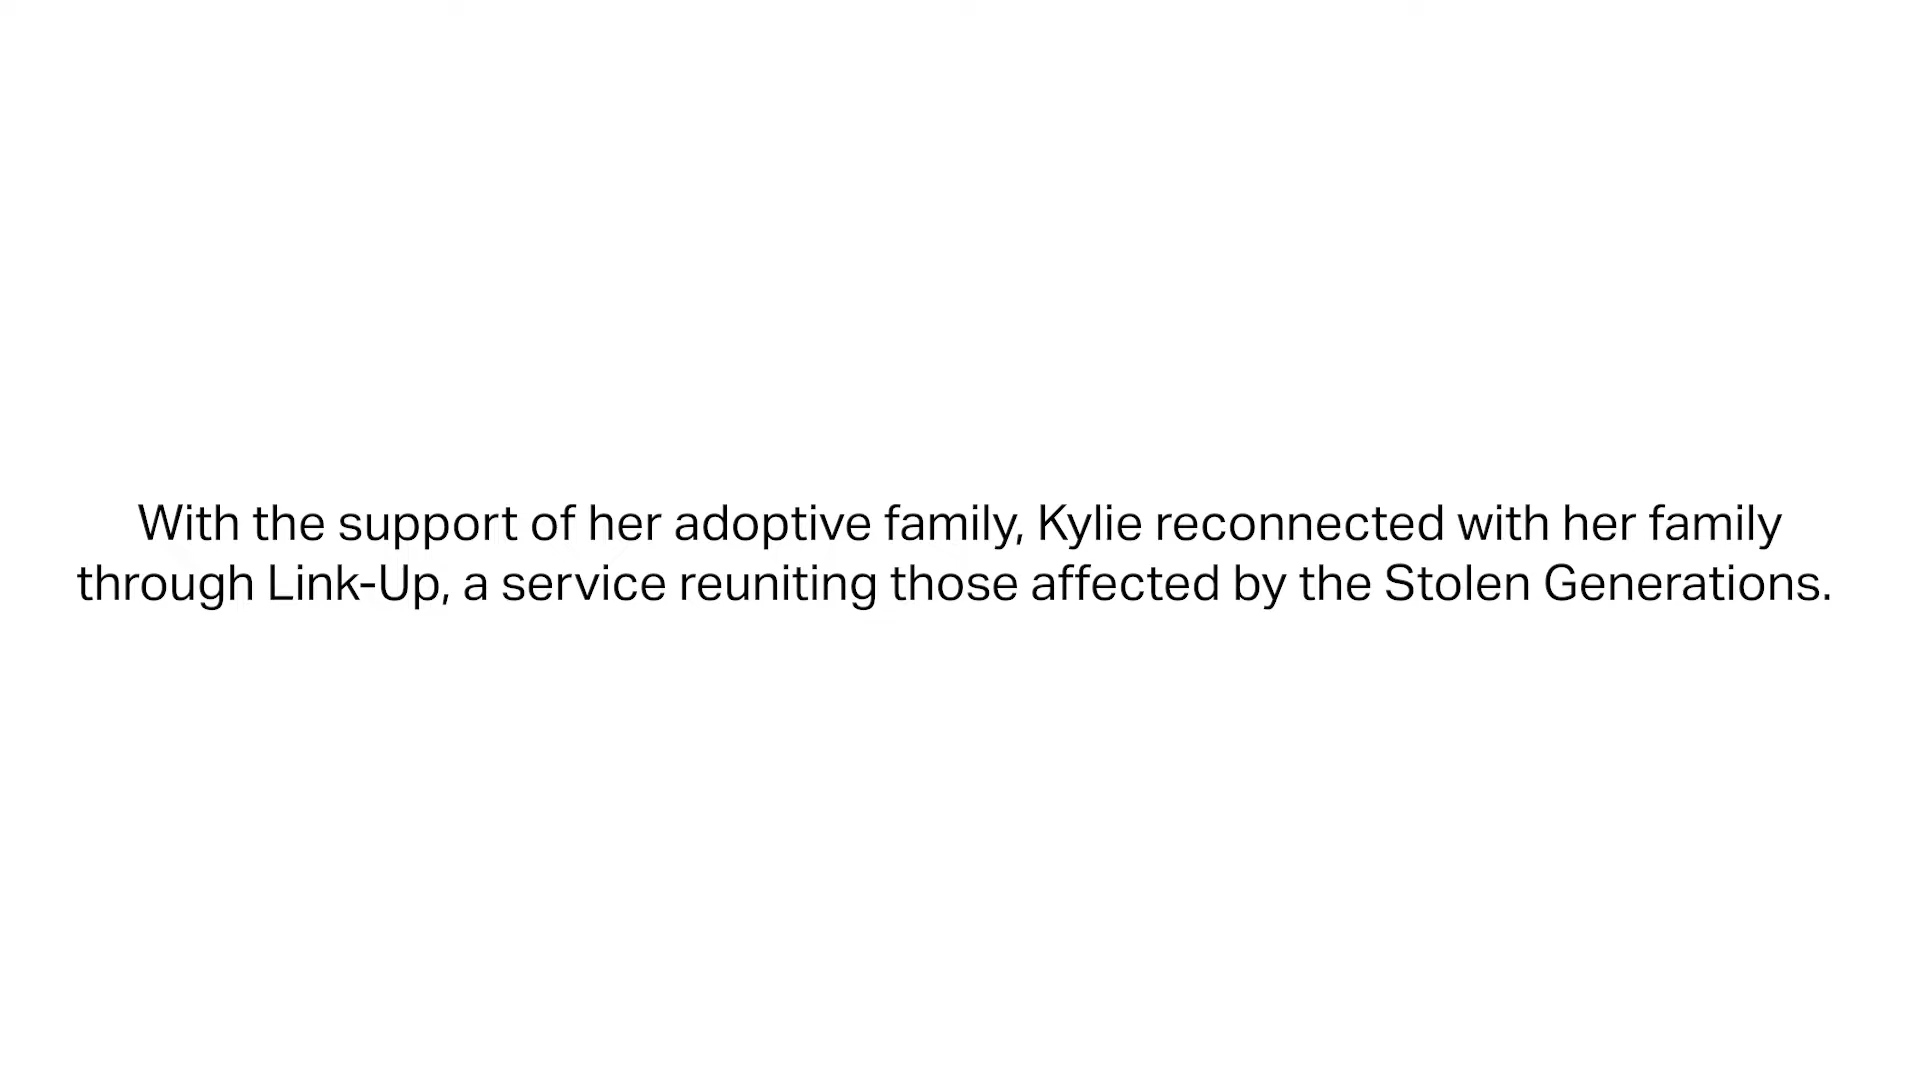 With the support of her adoptive family, Kylie reconnected with her family
through Link-Up, a service reuniting those affected by the Stolen Generations.